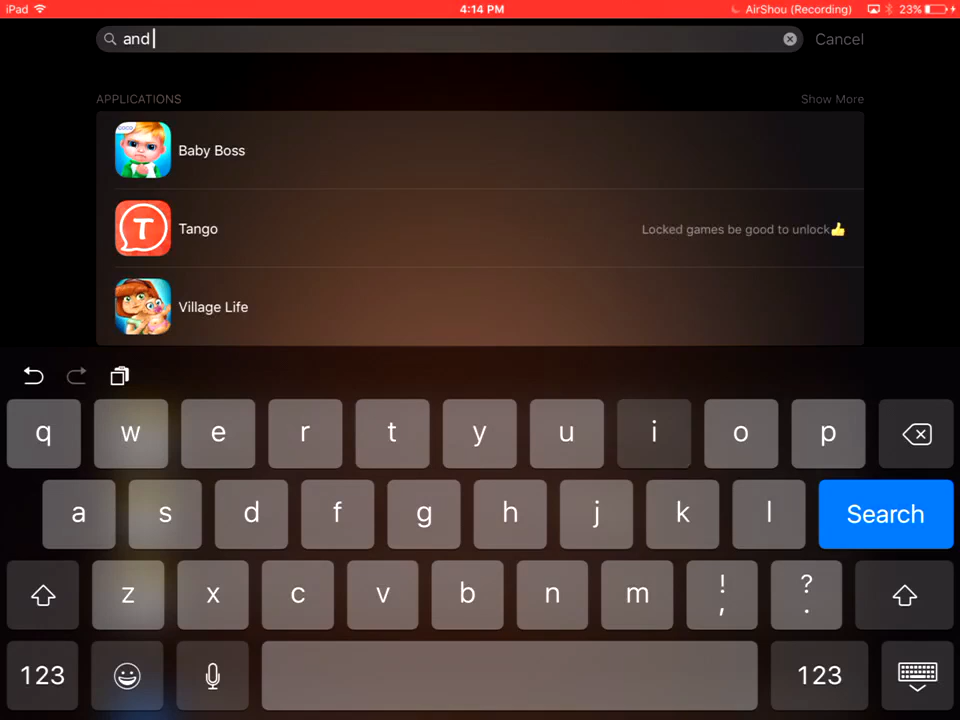 iPad 4:14 PM AirShou (Recording) 23%
and
Cancel
APPLICATIONS Show More
Baby Boss
T Tango Locked games be good to unlock👍
Village Life
q w e r t y u i o p
a s d f g h j k l Search
z x c v b n m ! , ? .
123 123